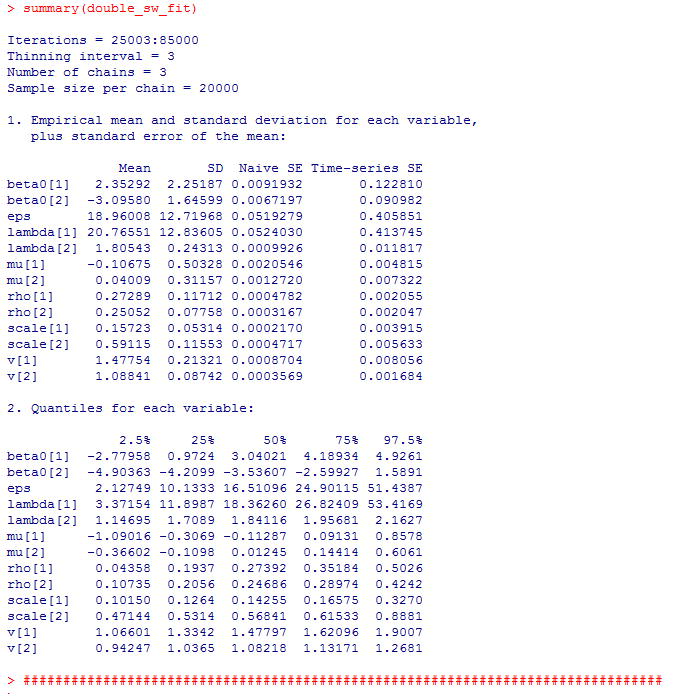 > summary(double_sw_fit)
Iterations = 25003:85000
Thinning interval = 3
Number of chains = 3
Sample size per chain = 20000
1. Empirical mean and standard deviation for each variable,
   plus standard error of the mean:
              Mean       SD  Naive SE Time-series SE
beta0[1]   2.35292  2.25187 0.0091932       0.122810
beta0[2]  -3.09580  1.64599 0.0067197       0.090982
eps       18.96008 12.71968 0.0519279       0.405851
lambda[1] 20.76551 12.83605 0.0524030       0.413745
lambda[2]  1.80543  0.24313 0.0009926       0.011817
mu[1]     -0.10675  0.50328 0.0020546       0.004815
mu[2]      0.04009  0.31157 0.0012720       0.007322
rho[1]     0.27289  0.11712 0.0004782       0.002055
rho[2]     0.25052  0.07758 0.0003167       0.002047
scale[1]   0.15723  0.05314 0.0002170       0.003915
scale[2]   0.59115  0.11553 0.0004717       0.005633
v[1]       1.47754  0.21321 0.0008704       0.008056
v[2]       1.08841  0.08742 0.0003569       0.001684
2. Quantiles for each variable:
              2.5%     25%      50%      75%   97.5%
beta0[1]  -2.77958  0.9724  3.04021  4.18934  4.9261
beta0[2]  -4.90363 -4.2099 -3.53607 -2.59927  1.5891
eps        2.12749 10.1333 16.51096 24.90115 51.4387
lambda[1]  3.37154 11.8987 18.36260 26.82409 53.4169
lambda[2]  1.14695  1.7089  1.84116  1.95681  2.1627
mu[1]     -1.09016 -0.3069 -0.11287  0.09131  0.8578
mu[2]     -0.36602 -0.1098  0.01245  0.14414  0.6061
rho[1]     0.04358  0.1937  0.27392  0.35184  0.5026
rho[2]     0.10735  0.2056  0.24686  0.28974  0.4242
scale[1]   0.10150  0.1264  0.14255  0.16575  0.3270
scale[2]   0.47144  0.5314  0.56841  0.61533  0.8881
v[1]       1.06601  1.3342  1.47797  1.62096  1.9007
v[2]       0.94247  1.0365  1.08218  1.13171  1.2681
> ################################################################################